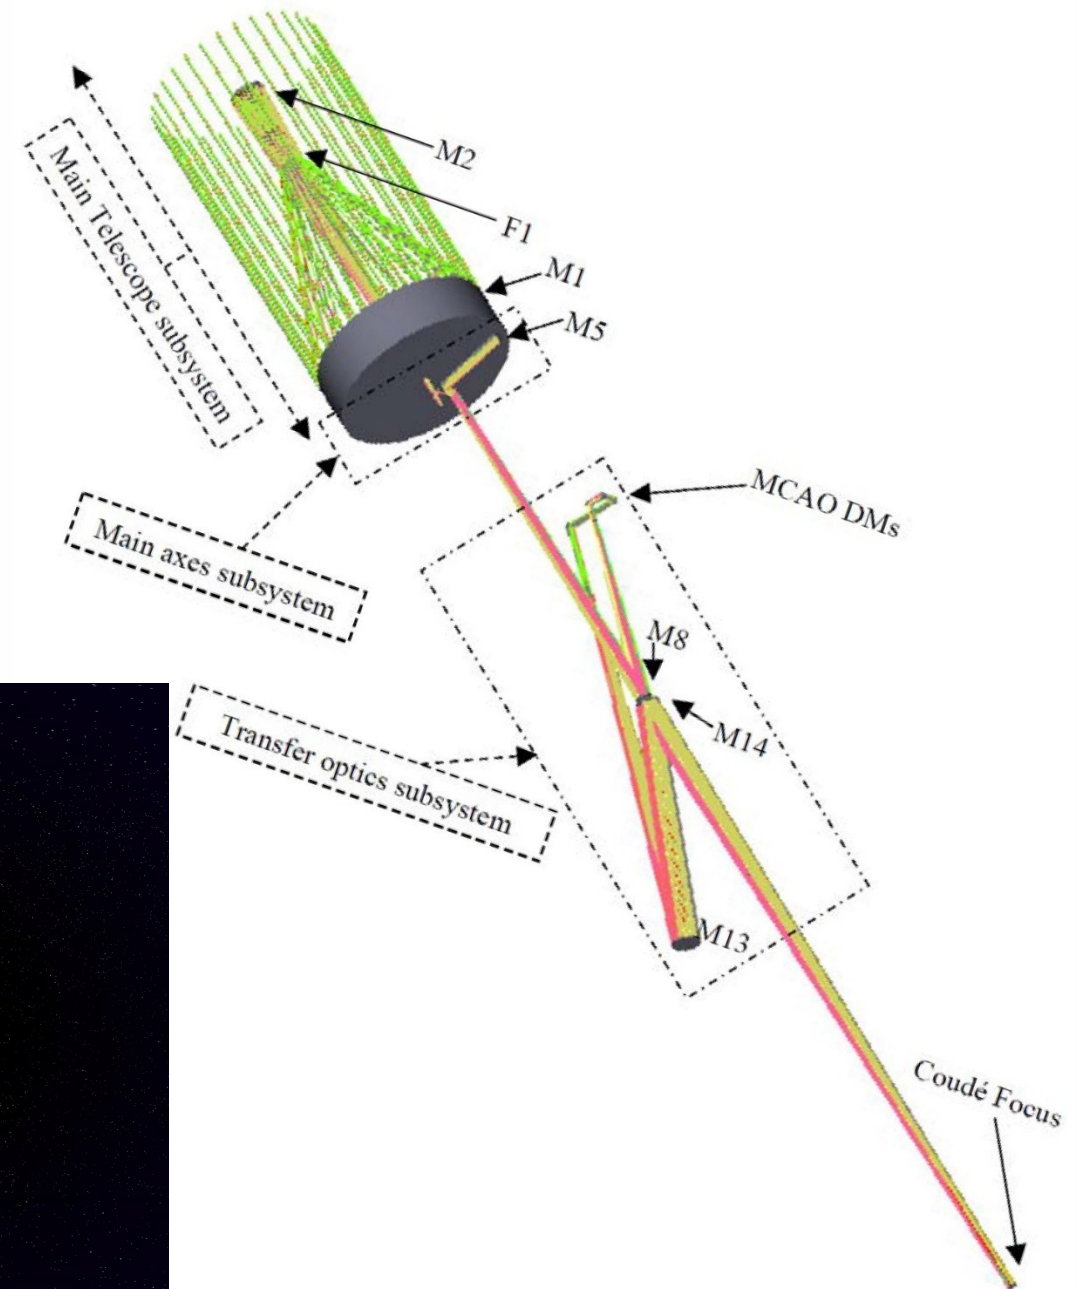 M2
F1
M1
M5
Main Telescope subsystem
Main axes subsystem
MCAO DMs
M8
M14
Transfer optics subsystem
M13
Coudé Focus